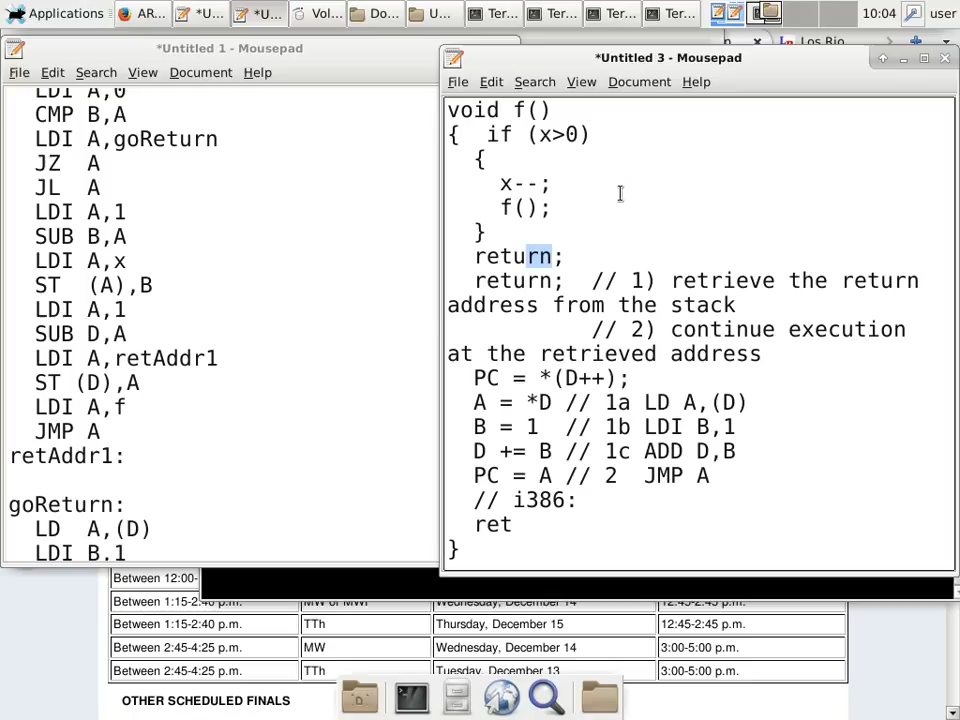 Applications
AR...
*U...
*U...
Vol...
Do...
U...
Ter...
Ter...
Ter...
Ter...
10:04
user
*Untitled 1 - Mousepad
File Edit Search View Document Help
LDI A,0
CMP B,A
LDI A,goReturn
JZ A
JL A
LDI A,1
SUB B,A
LDI A,x
ST (A),B
LDI A,1
SUB D,A
LDI A,retAddr1
ST (D),A
LDI A,f
JMP A
retAddr1:
goReturn:
LD A,(D)
LDI B,1
Los Rio
*Untitled 3 - Mousepad
File Edit Search View Document Help
void f()
{ if (x>0)
{
x--;
f();
}
return;
return; // 1) retrieve the return
address from the stack
// 2) continue execution
at the retrieved address
PC = *(D++);
A = *D // 1a LD A,(D)
B = 1 // 1b LDI B,1
D += B // 1c ADD D,B
PC = A // 2 JMP A
// i386:
ret
}
Between 12:00-
Between 1:15-2:40 p.m. MW or MWF Wednesday, December 14 12:45-2:45 p.m.
Between 1:15-2:40 p.m. TTh Thursday, December 15 12:45-2:45 p.m.
Between 2:45-4:25 p.m. MW Wednesday, December 14 3:00-5:00 p.m.
Between 2:45-4:25 p.m. TTh Tuesday, December 13 3:00-5:00 p.m.
OTHER SCHEDULED FINALS